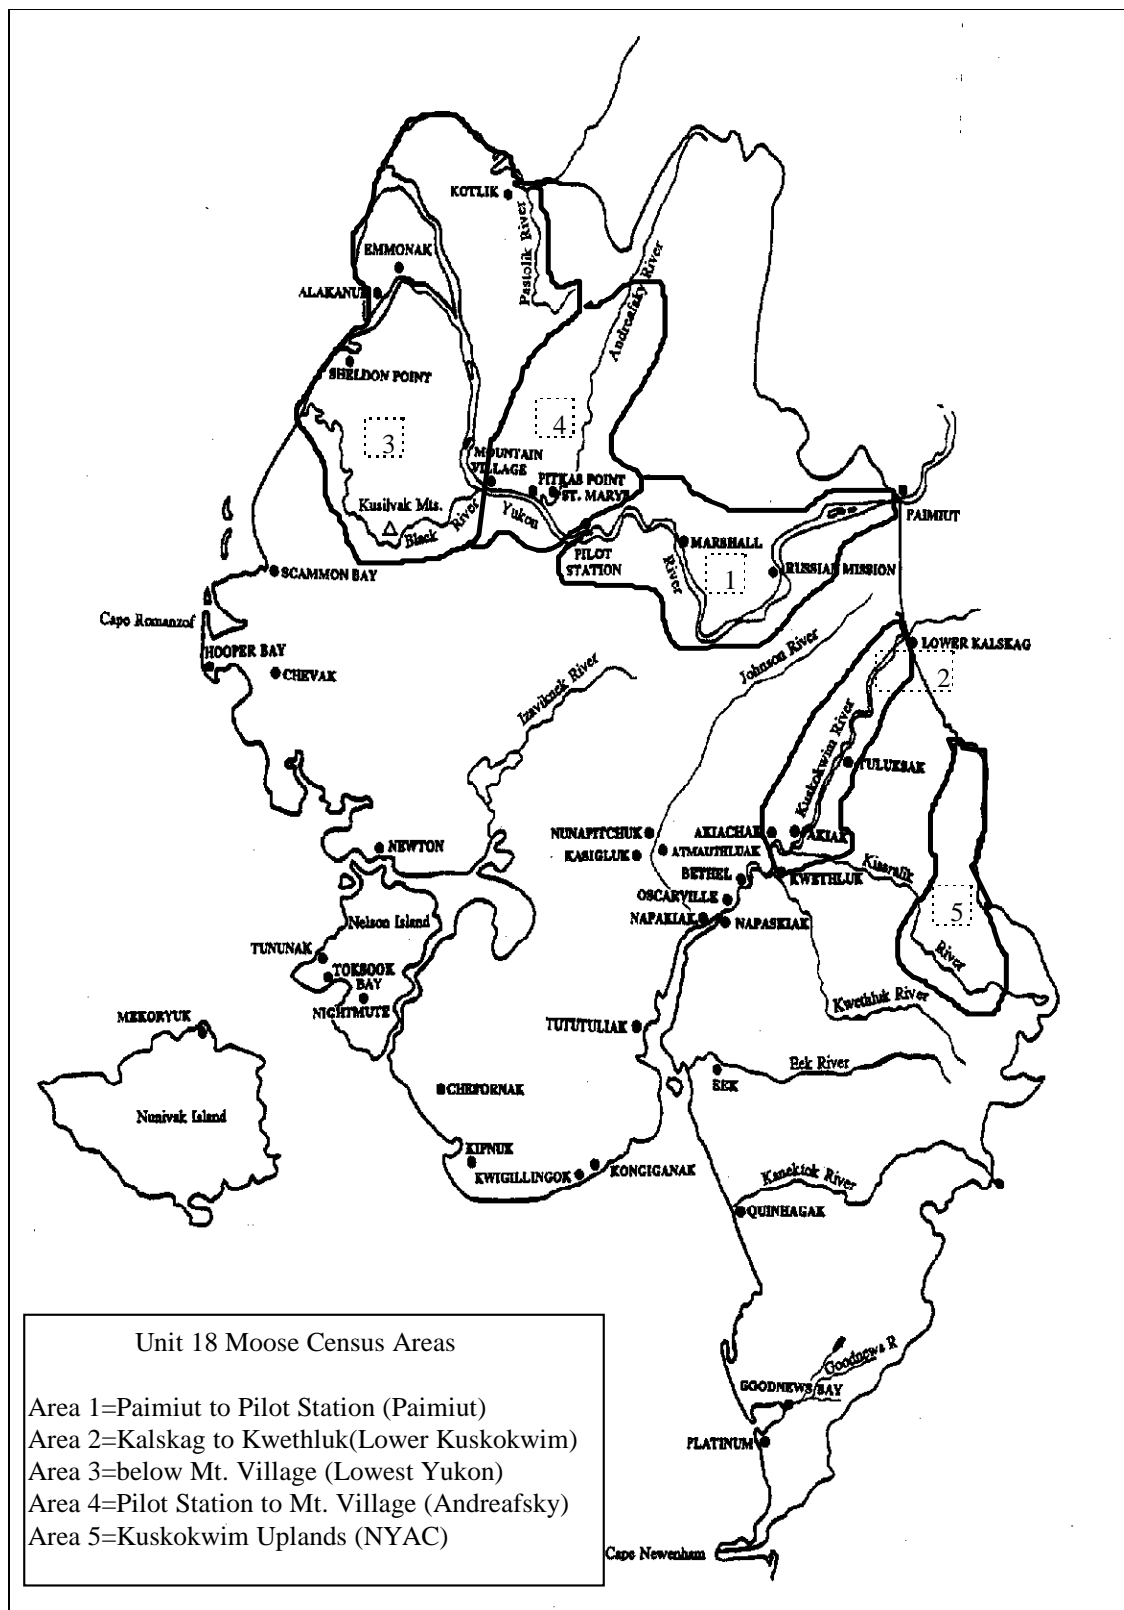 KOTLIK
Pastolik River
Andreafsky River
EMMONAK
ALAKANUK
SHELDON POINT
3
4
MOUNTAIN
VILLAGE
PITKAS POINT
ST. MARYS
Kusilvak Mts.
Black River
Yukon
River
PAIMIUT
PILOT
STATION
MARSHALL
1
RUSSIAN MISSION
SCAMMON BAY
Cape Romanzof
HOOPER BAY
CHEVAK
Izaviknek River
Johnson River
LOWER KALSKAG
2
Kuskokwim River
TULUKSAK
NEWTON
NUNAPITCHUK
KASIGLUK
ATMAUTHLUAK
AKIACHAK
AKIAK
BETHEL
KWETHLUK
Kisaralik
River
OSCARVILLE
NAPAKIAK
NAPASKIAK
5
Nelson Island
TUNUNAK
TOKSOOK
BAY
NIGHTMUTE
Kwethluk River
MEKORYUK
TUTUTULIAK
Eek River
EEK
CHEFORNAK
Nunivak Island
KIPNUK
KWIGILLINGOK
KONGIGANAK
Kanektok River
QUINHAGAK
Goodnews R
GOODNEWS BAY
PLATINUM
Cape Newenham
Unit 18 Moose Census Areas
Area 1=Paimiut to Pilot Station (Paimiut)
Area 2=Kalskag to Kwethluk(Lower Kuskokwim)
Area 3=below Mt. Village (Lowest Yukon)
Area 4=Pilot Station to Mt. Village (Andreafsky)
Area 5=Kuskokwim Uplands (NYAC)